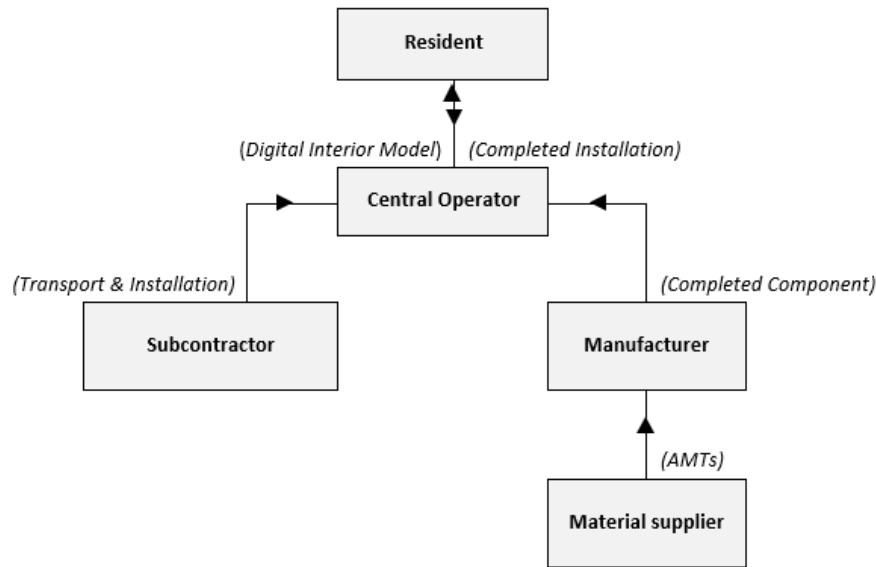 Resident
(Digital Interior Model) (Completed Installation)
Central Operator
(Transport & Installation) (Completed Component)
Subcontractor Manufacturer
(AMTs)
Material supplier